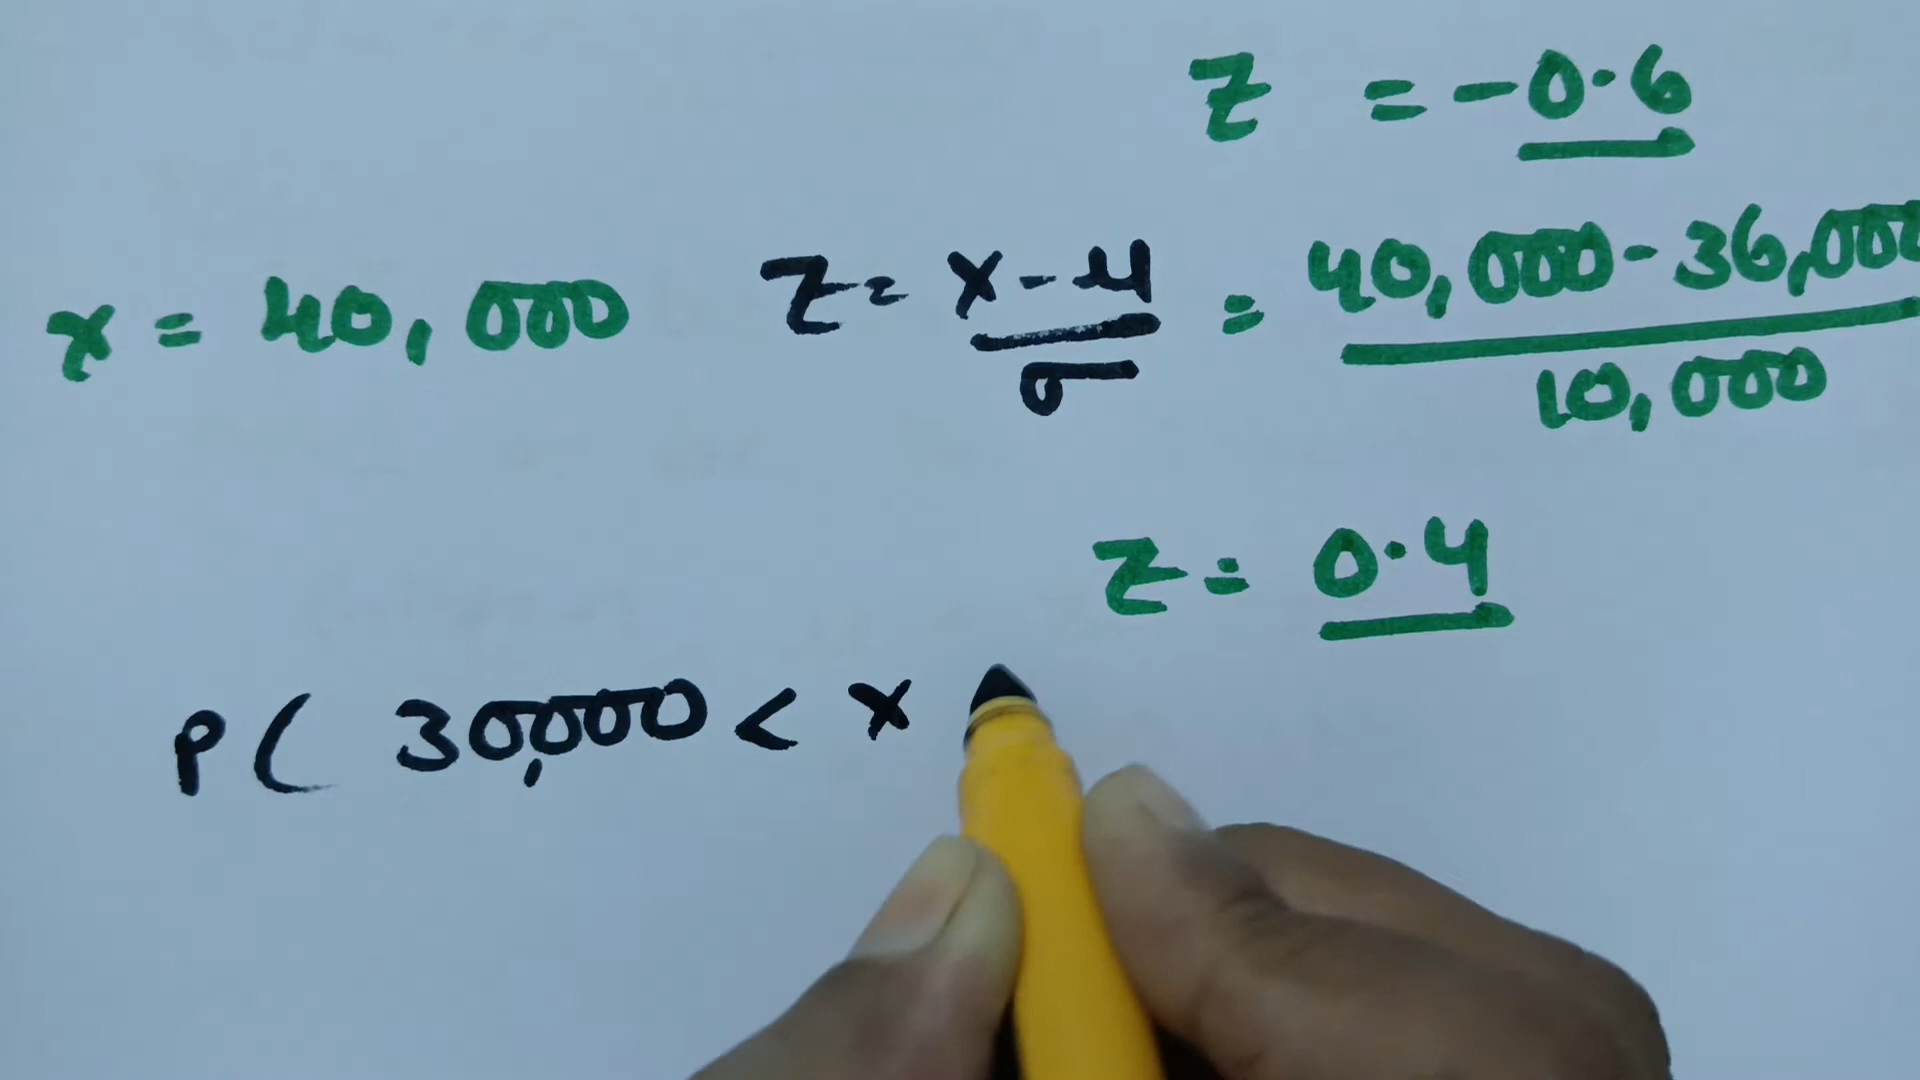 z = -0.6
x = 40,000 z = x-μ/σ = 40,000-36,000/10,000
z = 0.4
P( 30,000 < x